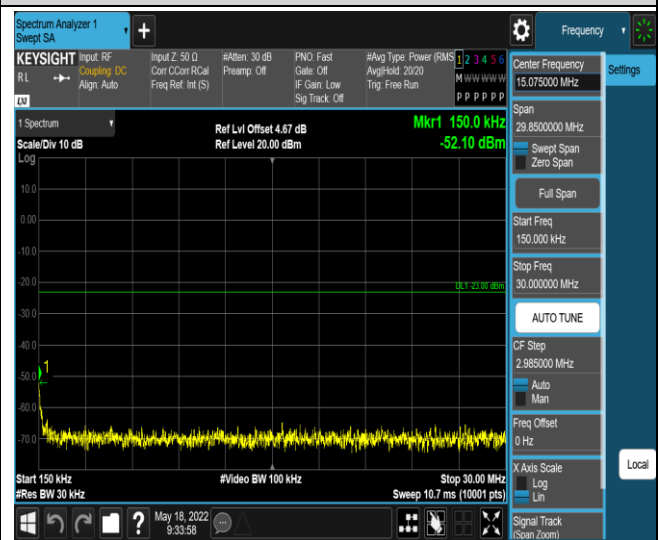 Spectrum Analyzer 1
Swept SA
Frequency
KEYSIGHT
RL
LXI
Input: RF
Coupling: DC
Align: Auto
Input Z: 50 Ω
Corr CCorr RCal
Freq Ref: Int (S)
#Atten: 30 dB
Preamp: Off
PNO: Fast
Gate: Off
IF Gain: Low
Sig Track: Off
#Avg Type: Power (RMS
Avg|Hold: 20/20
Trig: Free Run
1 2 3 4 5 6
M W W W W W
P P P P P P
1 Spectrum
Scale/Div 10 dB
Ref Lvl Offset 4.67 dB
Ref Level 20.00 dBm
Mkr1 150.0 kHz
-52.10 dBm
Log
10.0
0.00
-10.0
-20.0
-30.0
-40.0
-50.0
-60.0
-70.0
DL1 -23.00 dBm
1
Start 150 kHz
#Res BW 30 kHz
#Video BW 100 kHz
Stop 30.00 MHz
Sweep 10.7 ms (10001 pts)
May 18, 2022
9:33:58
Center Frequency
15.075000 MHz
Span
29.8500000 MHz
Swept Span
Zero Span
Full Span
Start Freq
150.000 kHz
Stop Freq
30.000000 MHz
AUTO TUNE
CF Step
2.985000 MHz
Auto
Man
Freq Offset
0 Hz
X Axis Scale
Log
Lin
Signal Track
(Span Zoom)
Settings
Local